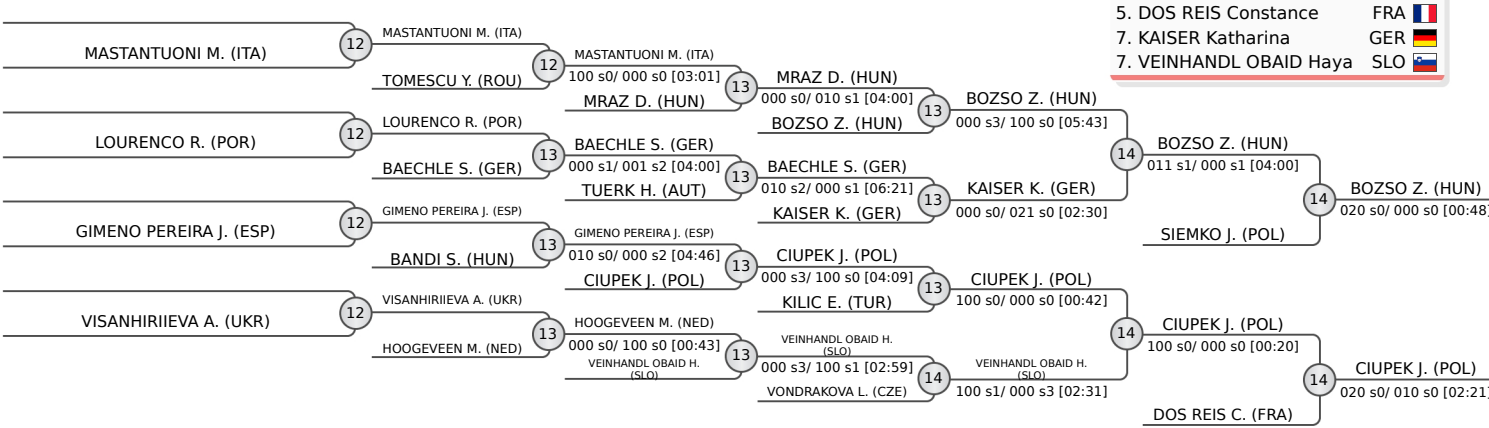 5. DOS REIS Constance FRA
7. KAISER Katharina GER
7. VEINHANDL OBAID Haya SLO
MASTANTUONI M. (ITA)
12
LOURENCO R. (POR)
12
GIMENO PEREIRA J. (ESP)
12
VISANHIRIIEVA A. (UKR)
12
MASTANTUONI M. (ITA)
TOMESCU Y. (ROU)
12
LOURENCO R. (POR)
BAECHLE S. (GER)
13
GIMENO PEREIRA J. (ESP)
BANDI S. (HUN)
13
VISANHIRIIEVA A. (UKR)
HOOGEVEEN M. (NED)
13
MASTANTUONI M. (ITA)
100 s0/ 000 s0 [03:01]
MRAZ D. (HUN)
13
BAECHLE S. (GER)
000 s1/ 001 s2 [04:00]
TUERK H. (AUT)
13
GIMENO PEREIRA J. (ESP)
010 s0/ 000 s2 [04:46]
CIUPEK J. (POL)
13
HOOGEVEEN M. (NED)
000 s0/ 100 s0 [00:43]
VEINHANDL OBAID H.
(SLO)
13
MRAZ D. (HUN)
000 s0/ 010 s1 [04:00]
BOZSO Z. (HUN)
13
BAECHLE S. (GER)
010 s2/ 000 s1 [06:21]
KAISER K. (GER)
13
CIUPEK J. (POL)
000 s3/ 100 s0 [04:09]
KILIC E. (TUR)
13
VEINHANDL OBAID H.
(SLO)
000 s3/ 100 s1 [02:59]
VONDRAKOVA L. (CZE)
14
BOZSO Z. (HUN)
000 s3/ 100 s0 [05:43]
KAISER K. (GER)
000 s0/ 021 s0 [02:30]
14
CIUPEK J. (POL)
100 s0/ 000 s0 [00:42]
VEINHANDL OBAID H.
(SLO)
100 s1/ 000 s3 [02:31]
14
BOZSO Z. (HUN)
011 s1/ 000 s1 [04:00]
SIEMKO J. (POL)
14
CIUPEK J. (POL)
100 s0/ 000 s0 [00:20]
DOS REIS C. (FRA)
14
BOZSO Z. (HUN)
020 s0/ 000 s0 [00:48]
CIUPEK J. (POL)
020 s0/ 010 s0 [02:21]